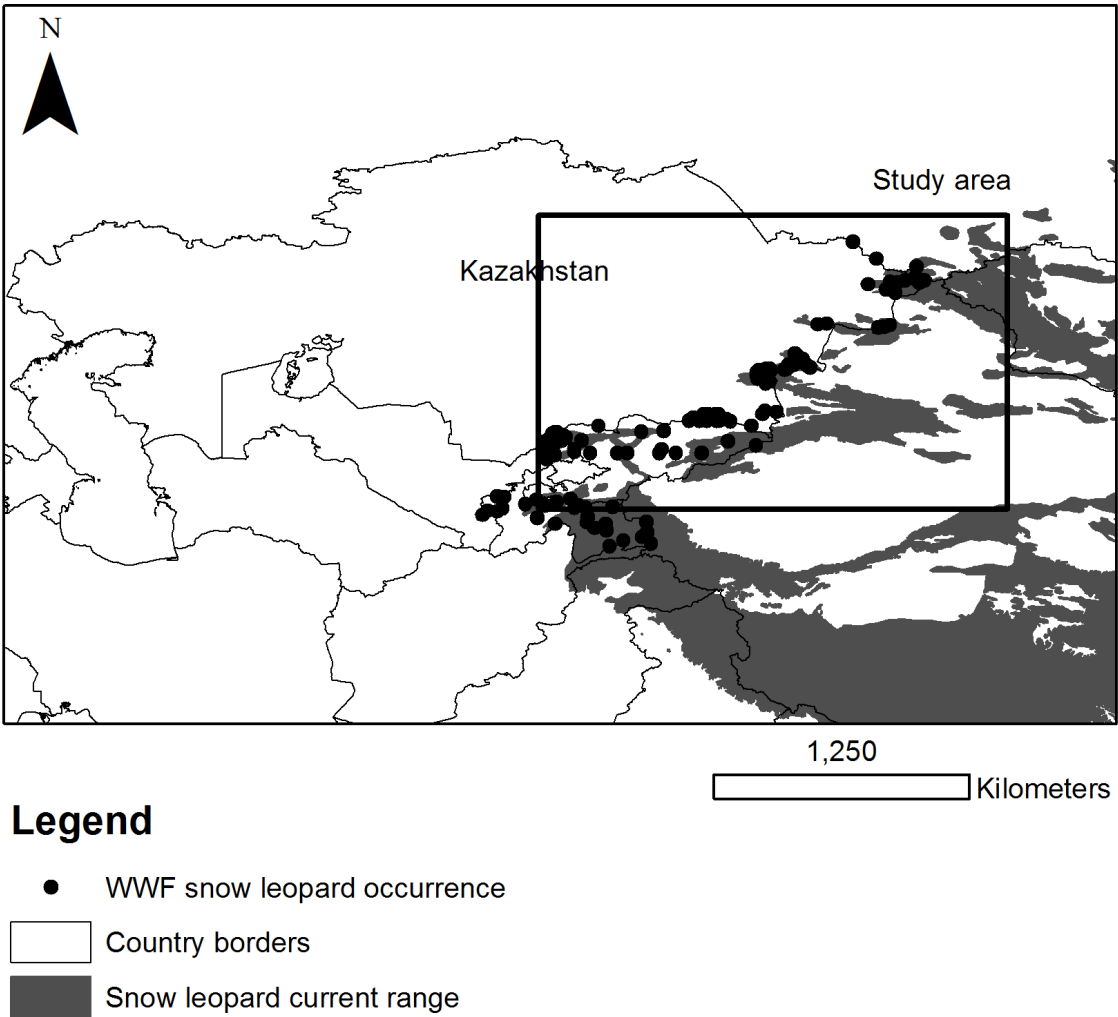 N
Study area
Kazakhstan
1,250
Kilometers
Legend
WWF snow leopard occurrence
Country borders
Snow leopard current range